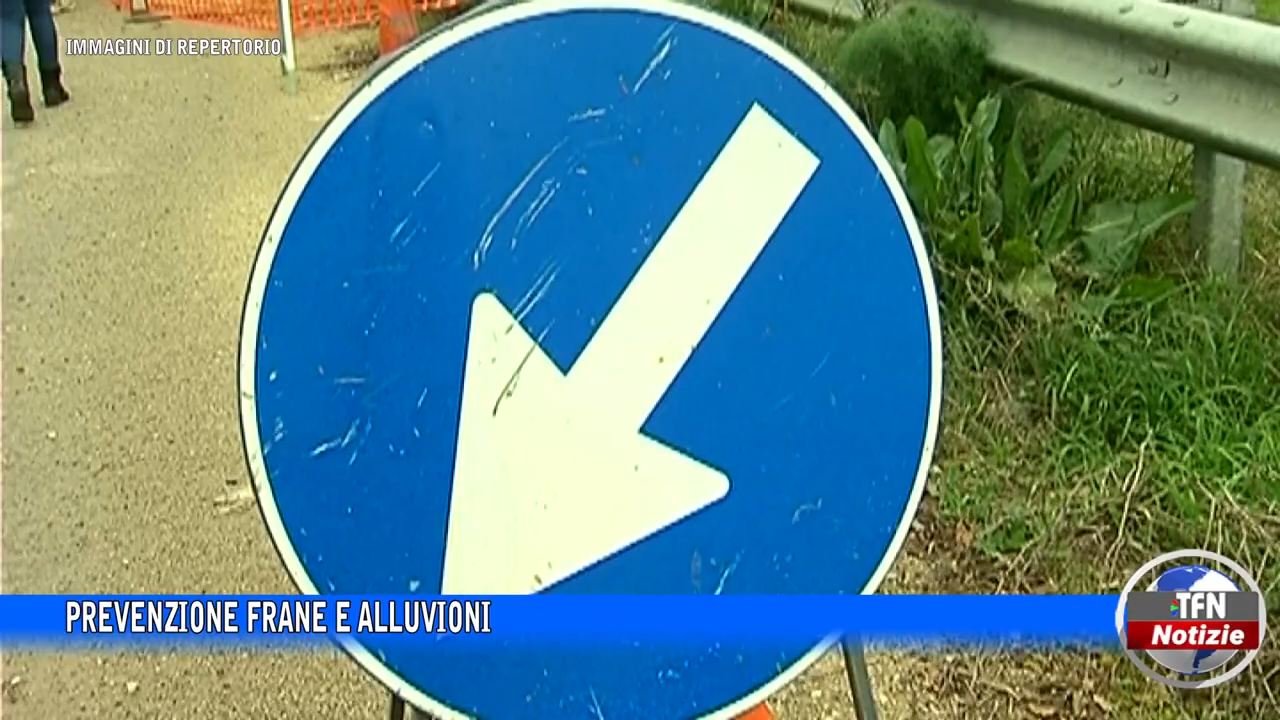 IMMAGINI DI REPERTORIO
PREVENZIONE FRANE E ALLUVIONI
TFN
Notizie